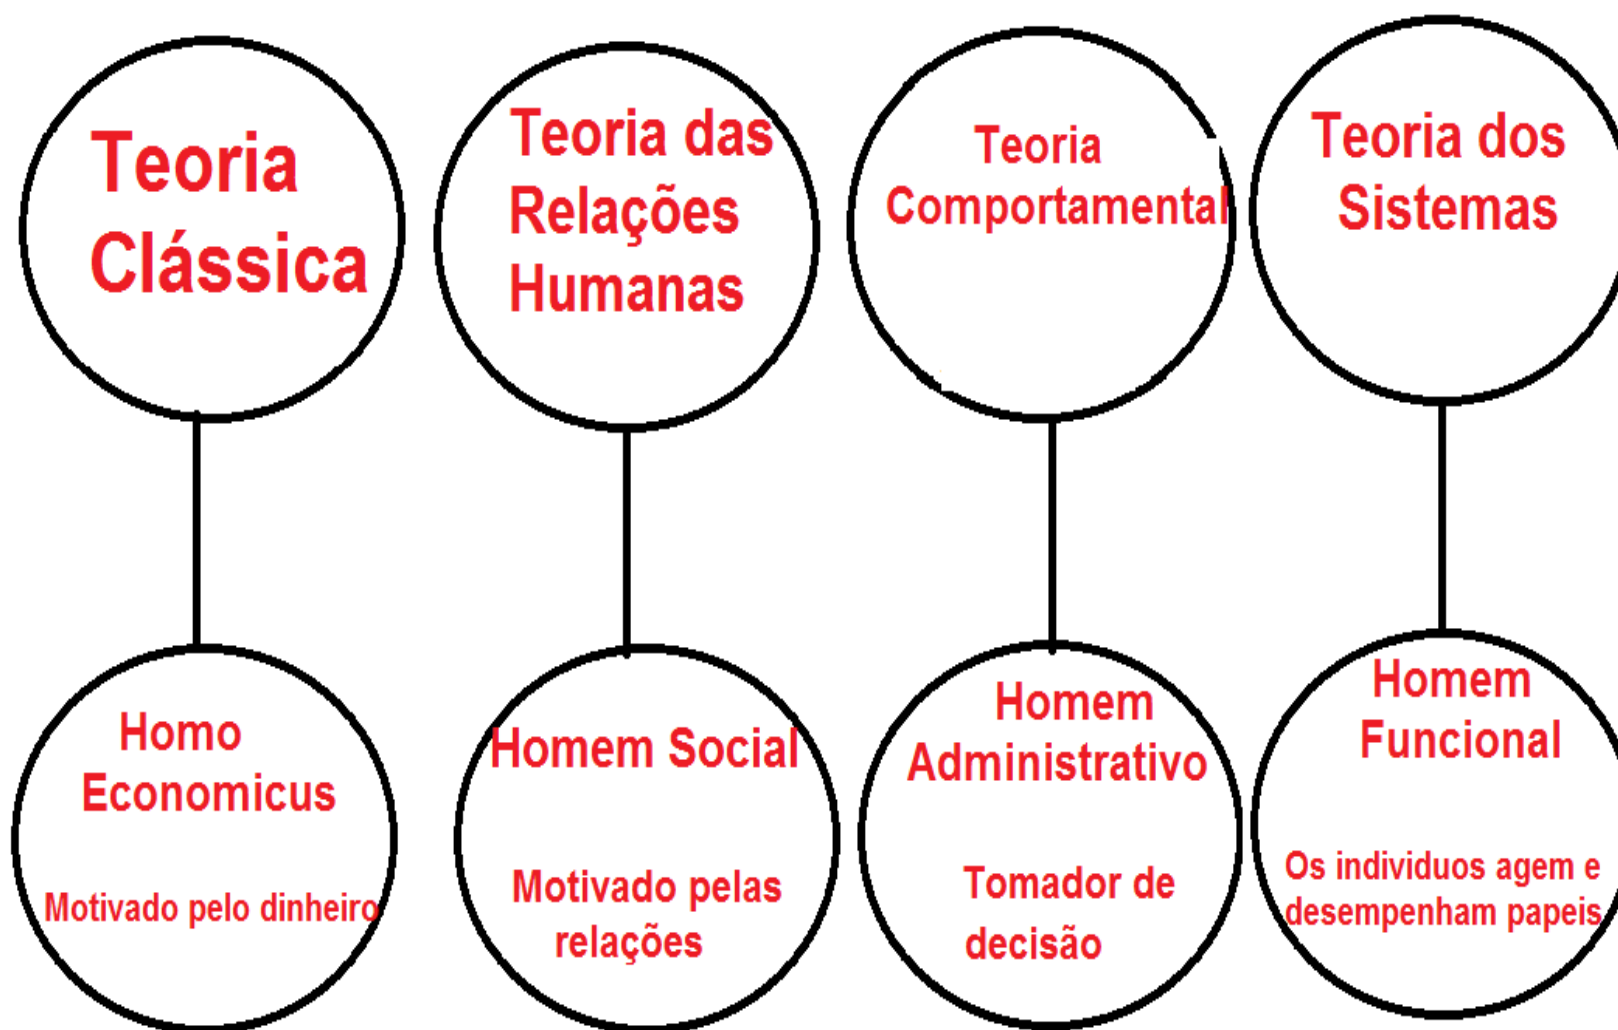 Teoria
Clássica
Teoria das
Relações
Humanas
Teoria
Comportamental
Teoria dos
Sistemas
Homo
Economicus
Motivado pelo dinheiro
Homem Social
Motivado pelas
relações
Homem
Administrativo
Tomador de
decisão
Homem
Funcional
Os individuos agem e
desempenham papeis